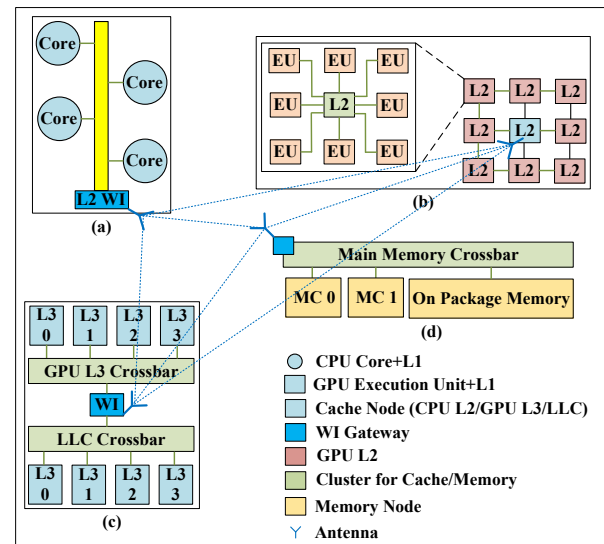 Core
Core
Core
Core
L2 WI
(a)
EU EU EU
EU L2 EU
EU EU EU
L2 L2 L2
L2 L2 L2
L2 L2 L2
(b)
Main Memory Crossbar
MC 0 MC 1 On Package Memory
(d)
L3 0 L3 1 L3 2 L3 3
GPU L3 Crossbar
WI
LLC Crossbar
L3 0 L3 1 L3 2 L3 3
(c)
CPU Core+L1
GPU Execution Unit+L1
Cache Node (CPU L2/GPU L3/LLC)
WI Gateway
GPU L2
Cluster for Cache/Memory
Memory Node
Antenna